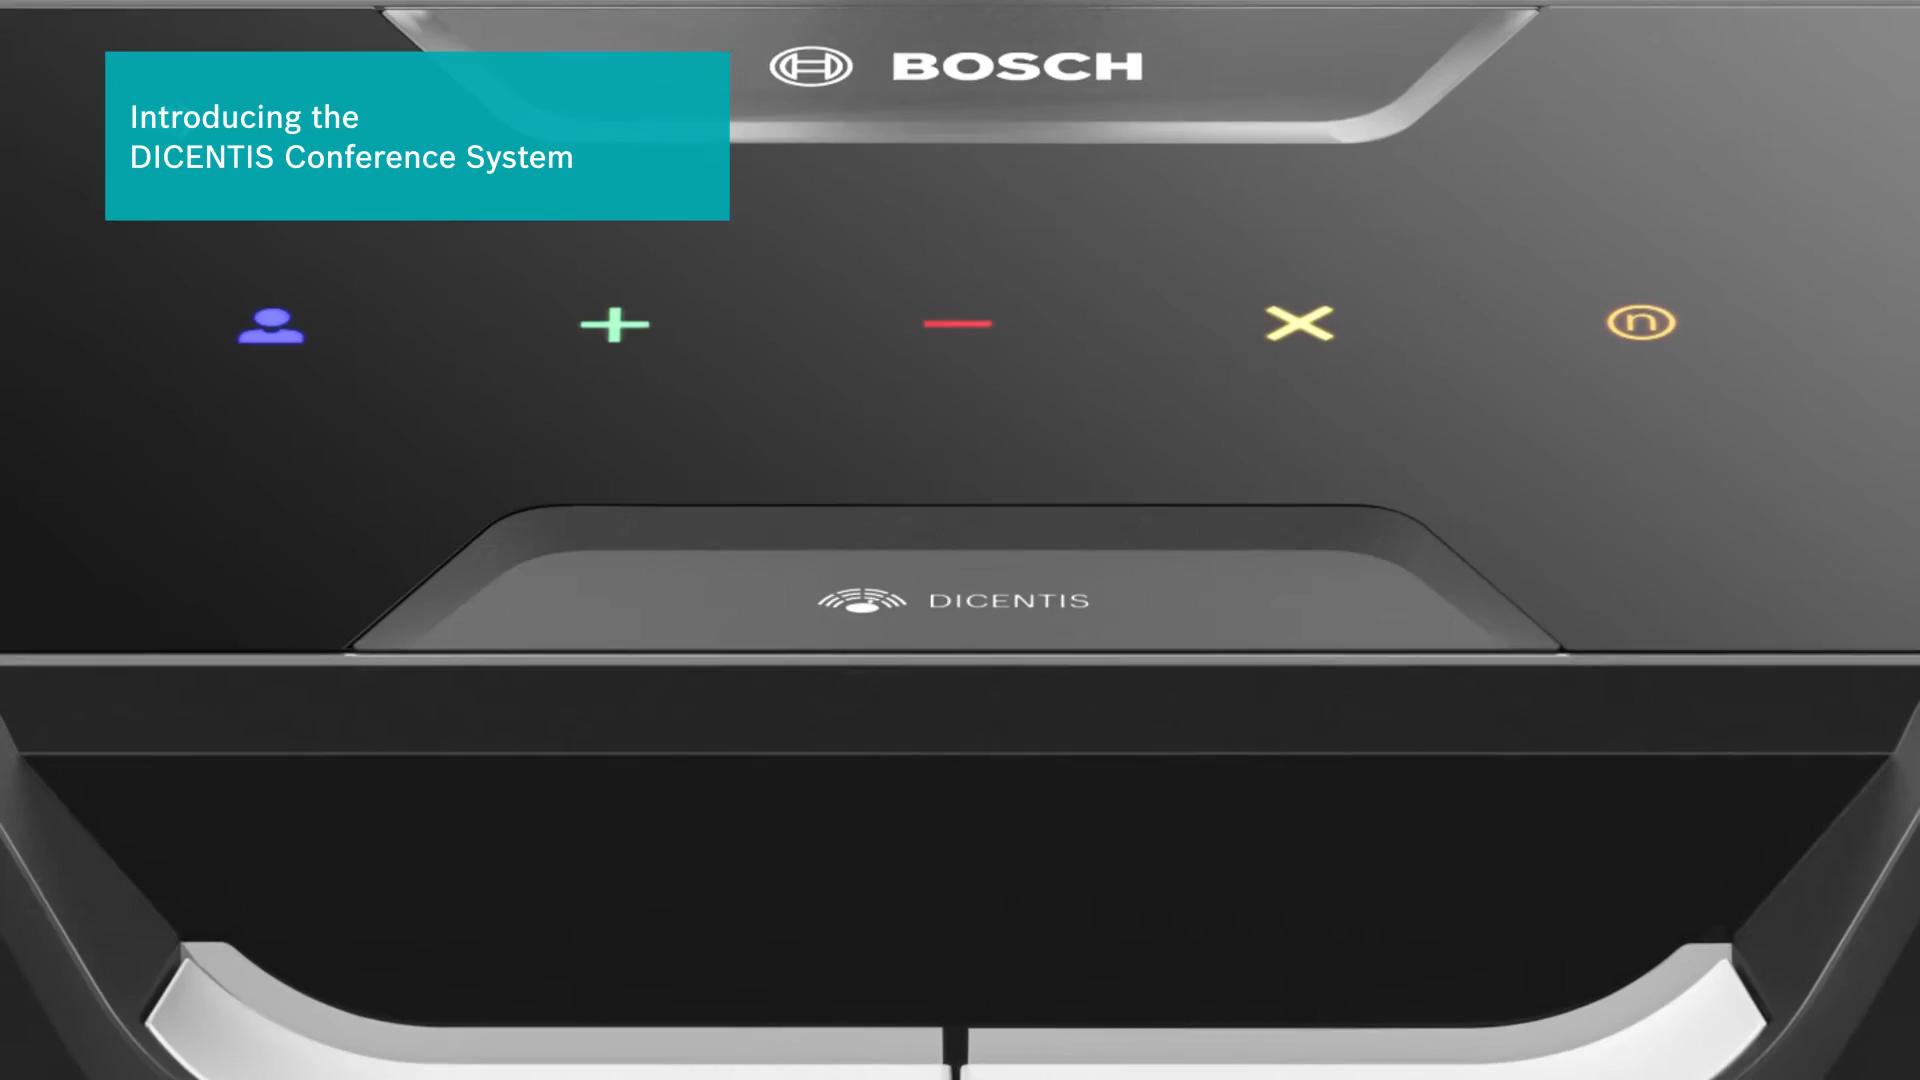 BOSCH
Introducing the
DICENTIS Conference System
n
DICENTIS